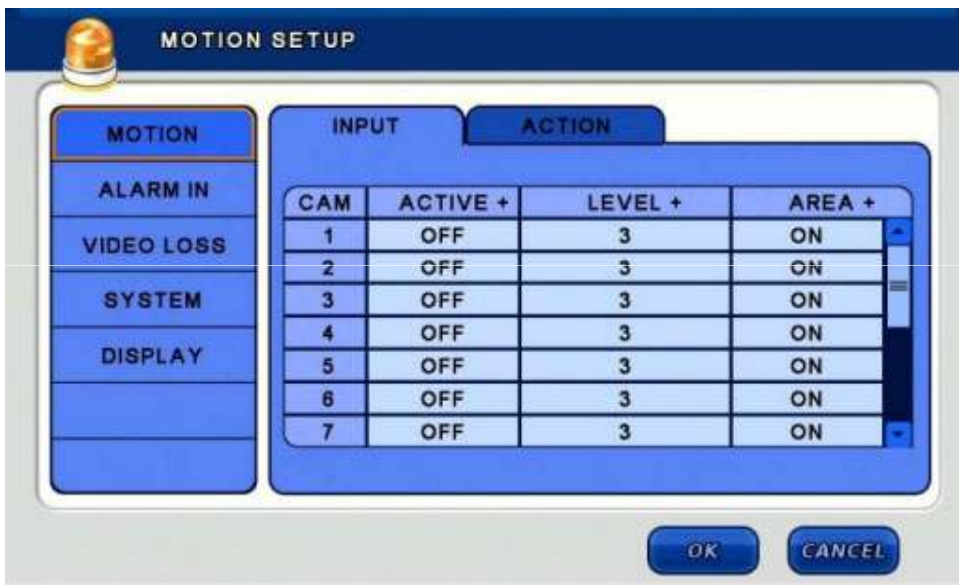 MOTION SETUP
MOTION
ALARM IN
VIDEO LOSS
SYSTEM
DISPLAY
INPUT ACTION
CAM ACTIVE + LEVEL + AREA +
1 OFF 3 ON
2 OFF 3 ON
3 OFF 3 ON
4 OFF 3 ON
5 OFF 3 ON
6 OFF 3 ON
7 OFF 3 ON
OK CANCEL